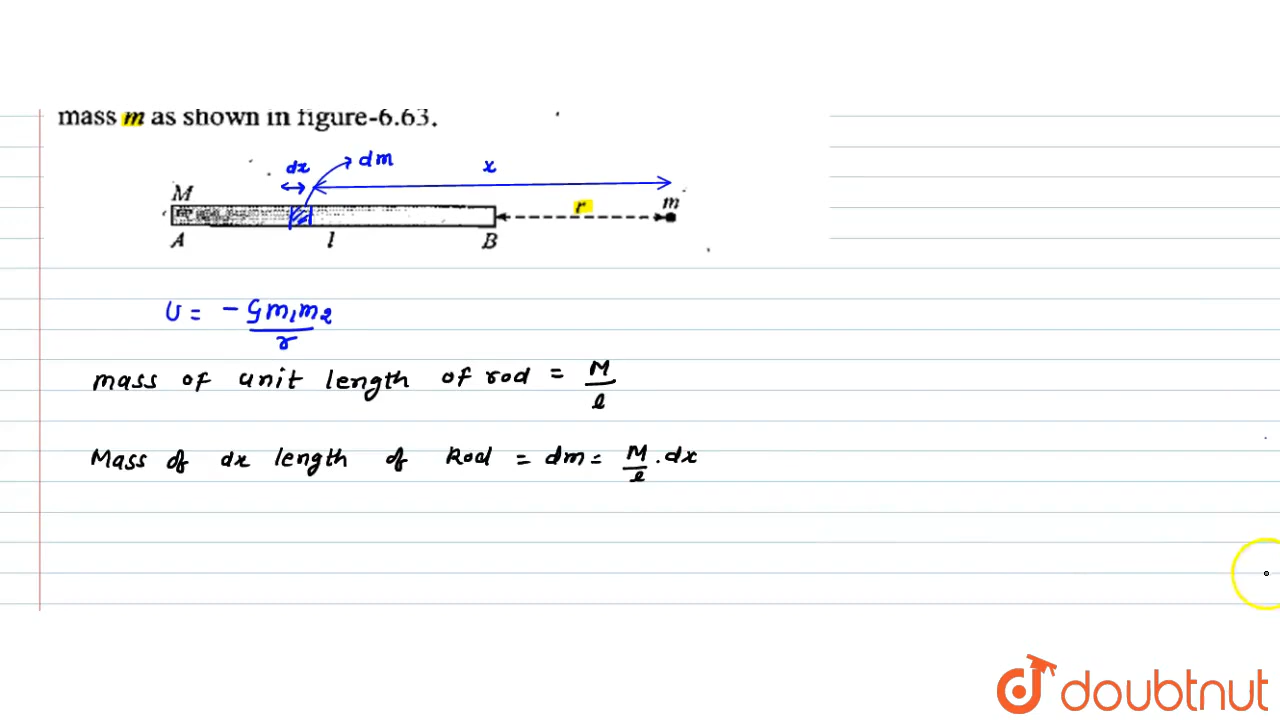 mass m as shown in figure-6.63.
dx
dm
x
M
r
m
A
l
B
U = - Gm₁m₂
r
mass of unit length of rod = M
l
Mass of dx length of Rod = dm = M . dx
l
doubtnut